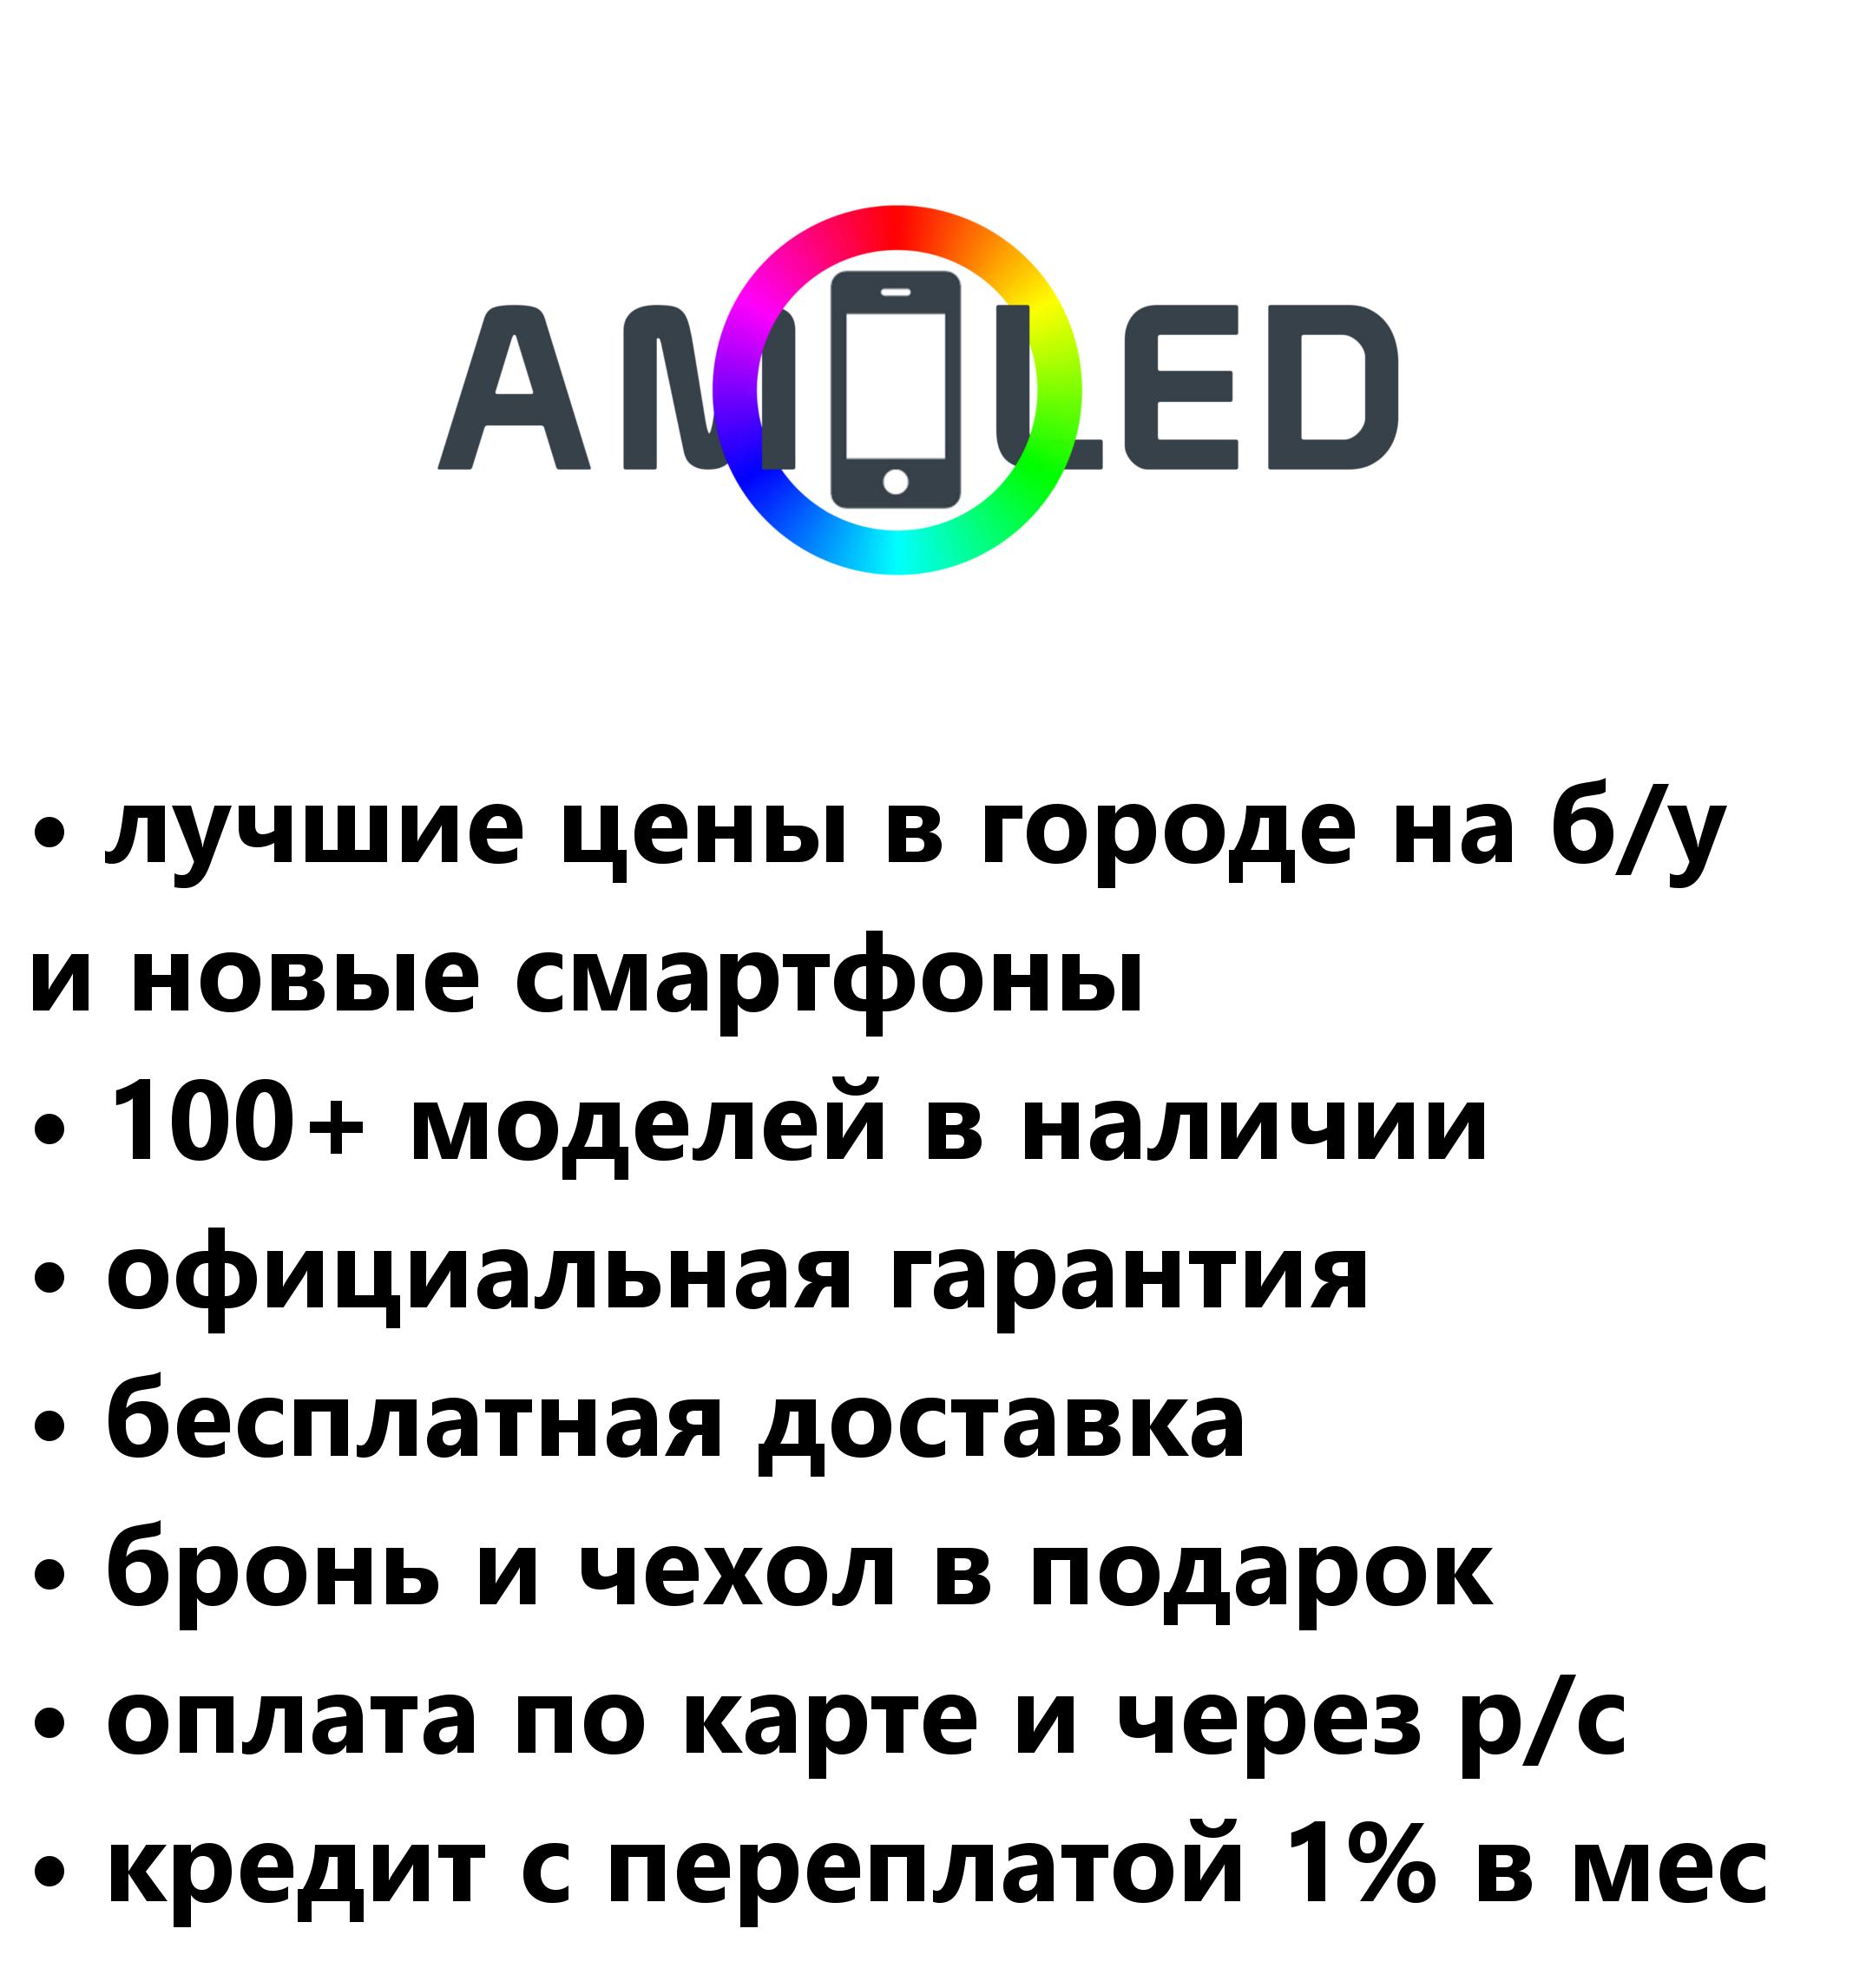 AMOLED
• лучшие цены в городе на б/у
и новые смартфоны
• 100+ моделей в наличии
• официальная гарантия
• бесплатная доставка
• бронь и чехол в подарок
• оплата по карте и через р/с
• кредит с переплатой 1% в мес